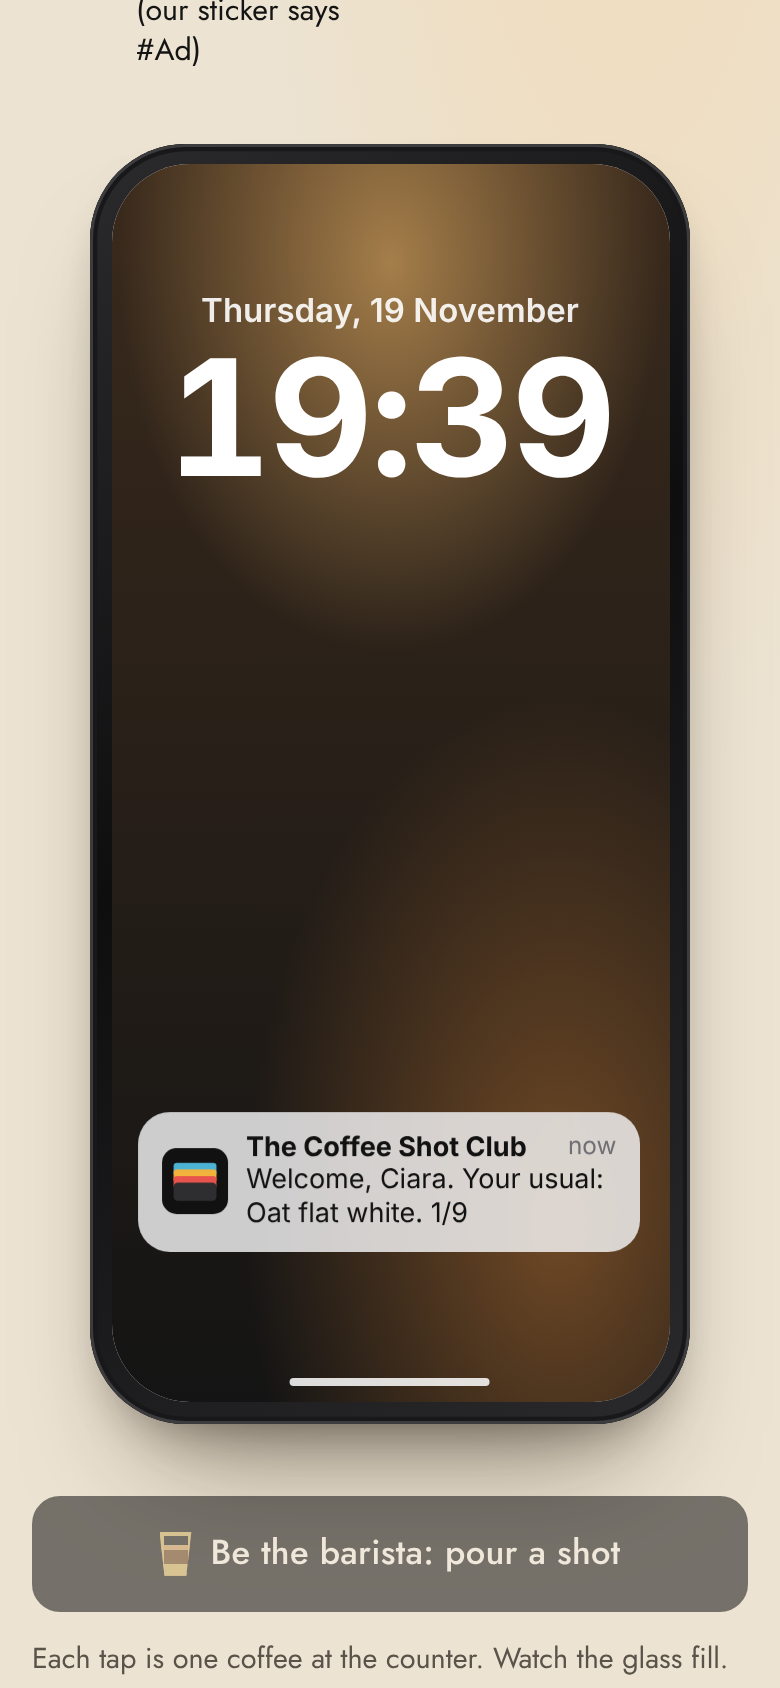 (our sticker says
#Ad)
Thursday, 19 November
19:39
The Coffee Shot Club now
Welcome, Ciara. Your usual:
Oat flat white. 1/9
Be the barista: pour a shot
Each tap is one coffee at the counter. Watch the glass fill.